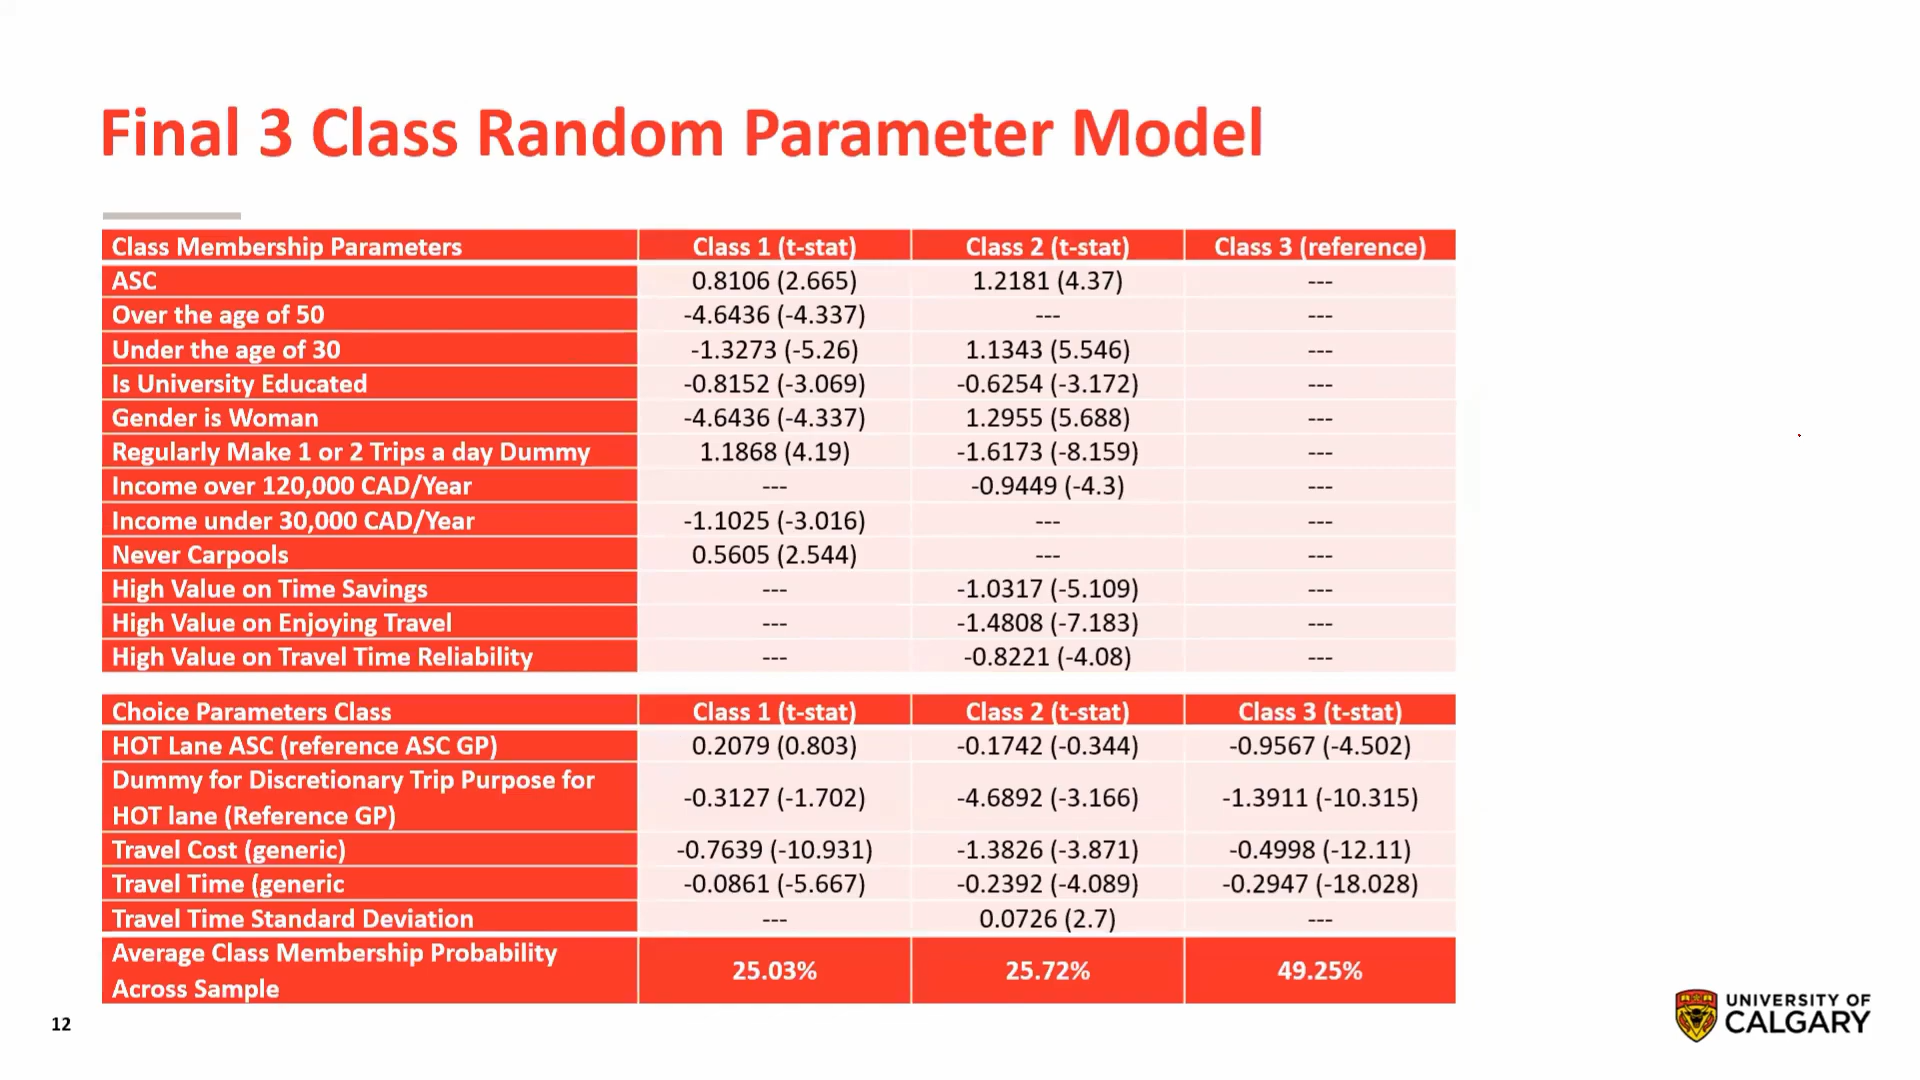 Final 3 Class Random Parameter Model
Class Membership Parameters Class 1 (t-stat) Class 2 (t-stat) Class 3 (reference)
ASC 0.8106 (2.665) 1.2181 (4.37) ---
Over the age of 50 -4.6436 (-4.337) --- ---
Under the age of 30 -1.3273 (-5.26) 1.1343 (5.546) ---
Is University Educated -0.8152 (-3.069) -0.6254 (-3.172) ---
Gender is Woman -4.6436 (-4.337) 1.2955 (5.688) ---
Regularly Make 1 or 2 Trips a day Dummy 1.1868 (4.19) -1.6173 (-8.159) ---
Income over 120,000 CAD/Year --- -0.9449 (-4.3) ---
Income under 30,000 CAD/Year -1.1025 (-3.016) --- ---
Never Carpools 0.5605 (2.544) --- ---
High Value on Time Savings --- -1.0317 (-5.109) ---
High Value on Enjoying Travel --- -1.4808 (-7.183) ---
High Value on Travel Time Reliability --- -0.8221 (-4.08) ---
Choice Parameters Class Class 1 (t-stat) Class 2 (t-stat) Class 3 (t-stat)
HOT Lane ASC (reference ASC GP) 0.2079 (0.803) -0.1742 (-0.344) -0.9567 (-4.502)
Dummy for Discretionary Trip Purpose for
HOT lane (Reference GP) -0.3127 (-1.702) -4.6892 (-3.166) -1.3911 (-10.315)
Travel Cost (generic) -0.7639 (-10.931) -1.3826 (-3.871) -0.4998 (-12.11)
Travel Time (generic -0.0861 (-5.667) -0.2392 (-4.089) -0.2947 (-18.028)
Travel Time Standard Deviation --- 0.0726 (2.7) ---
Average Class Membership Probability
Across Sample 25.03% 25.72% 49.25%
12
UNIVERSITY OF
CALGARY